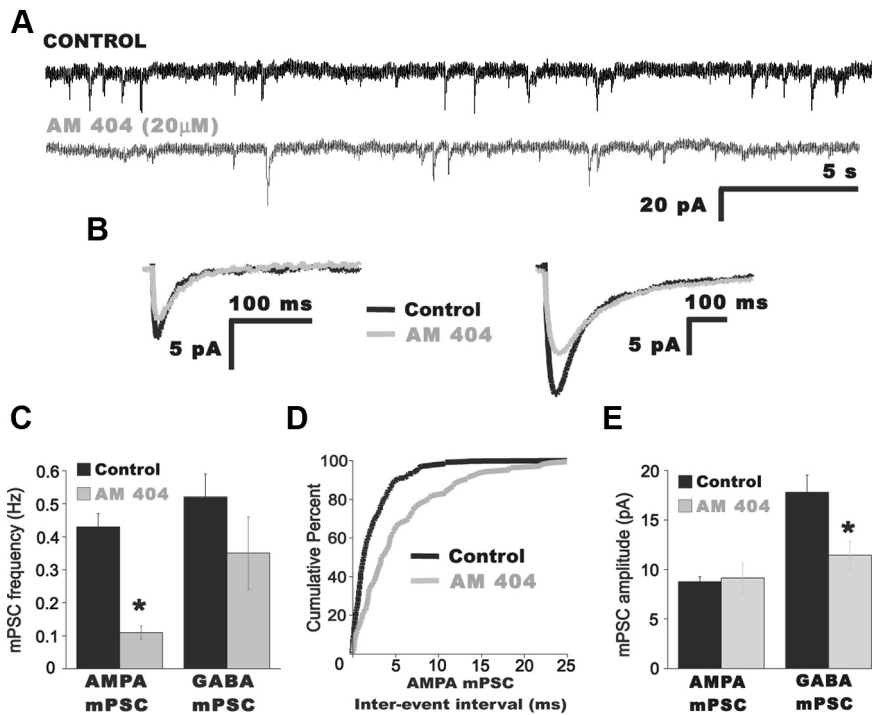 A
CONTROL
AM 404 (20µM)
5 s
20 pA
B
100 ms
5 pA
Control
AM 404
100 ms
5 pA
C
Control
AM 404
mPSC frequency (Hz)
0.6
0.5
0.4
0.3
0.2
0.1
0
*
AMPA
mPSC
GABA
mPSC
D
Cumulative Percent
100
80
60
40
20
0
5
10
15
20
25
Control
AM 404
AMPA mPSC
Inter-event interval (ms)
E
Control
AM 404
mPSC amplitude (pA)
20
15
10
5
0
*
AMPA
mPSC
GABA
mPSC